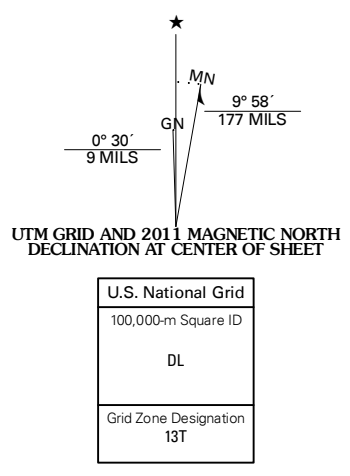 ★
MN
GN
9° 58´
177 MILS
0° 30´
9 MILS
UTM GRID AND 2011 MAGNETIC NORTH
DECLINATION AT CENTER OF SHEET
U.S. National Grid
100,000-m Square ID
DL
Grid Zone Designation
13T